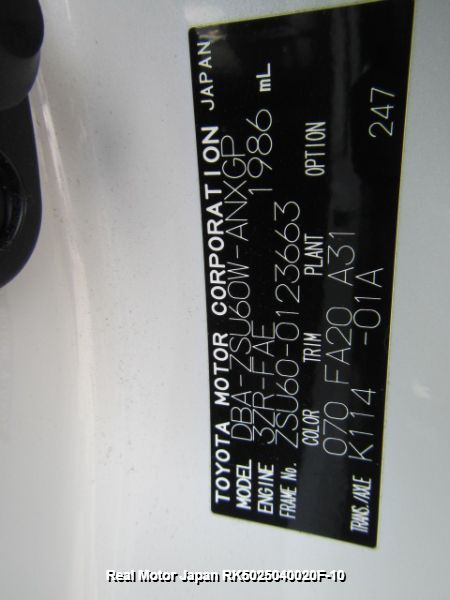 TOYOTA MOTOR CORPORATION JAPAN
MODEL DBA-ZSU60W-ANXGP
ENGINE 3ZR-FAE 1986 mL
FRAME No. ZSU60-0123663
COLOR TRIM PLANT OPTION
070 FA20 A31 247
TRANS./AXLE K114 -01A
Real Motor Japan RK5025040020F-10